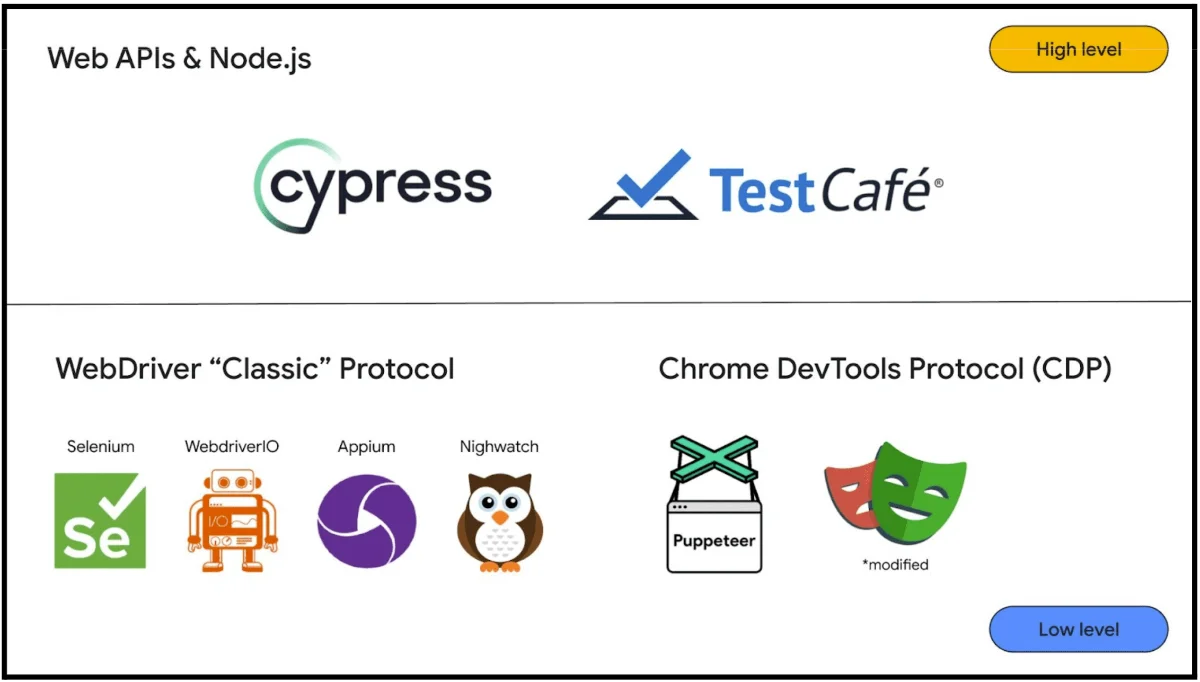 Web APIs & Node.js
High level
cypress
TestCafé®
WebDriver “Classic” Protocol
Chrome DevTools Protocol (CDP)
Selenium
WebdriverIO
Appium
Nighwatch
Se
I/O
Puppeteer
*modified
Low level